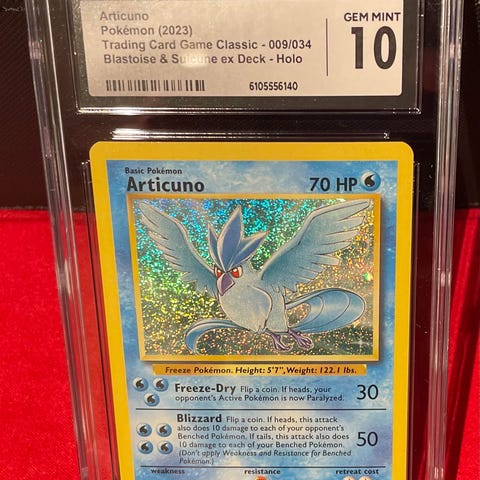 Articuno
Pokémon (2023)
Trading Card Game Classic - 009/034
Blastoise & Suicune ex Deck - Holo
GEM MINT
10
6105556140
Basic Pokémon
Articuno 70 HP
Freeze Pokémon. Height: 5'7", Weight: 122.1 lbs.
Freeze-Dry Flip a coin. If heads, your
opponent's Active Pokémon is now Paralyzed. 30
Blizzard Flip a coin. If heads, this attack
also does 10 damage to each of your opponent's
Benched Pokémon. If tails, this attack also does 50
10 damage to each of your Benched Pokémon.
(Don't apply Weakness and Resistance for Benched
Pokémon.)
weakness resistance retreat cost